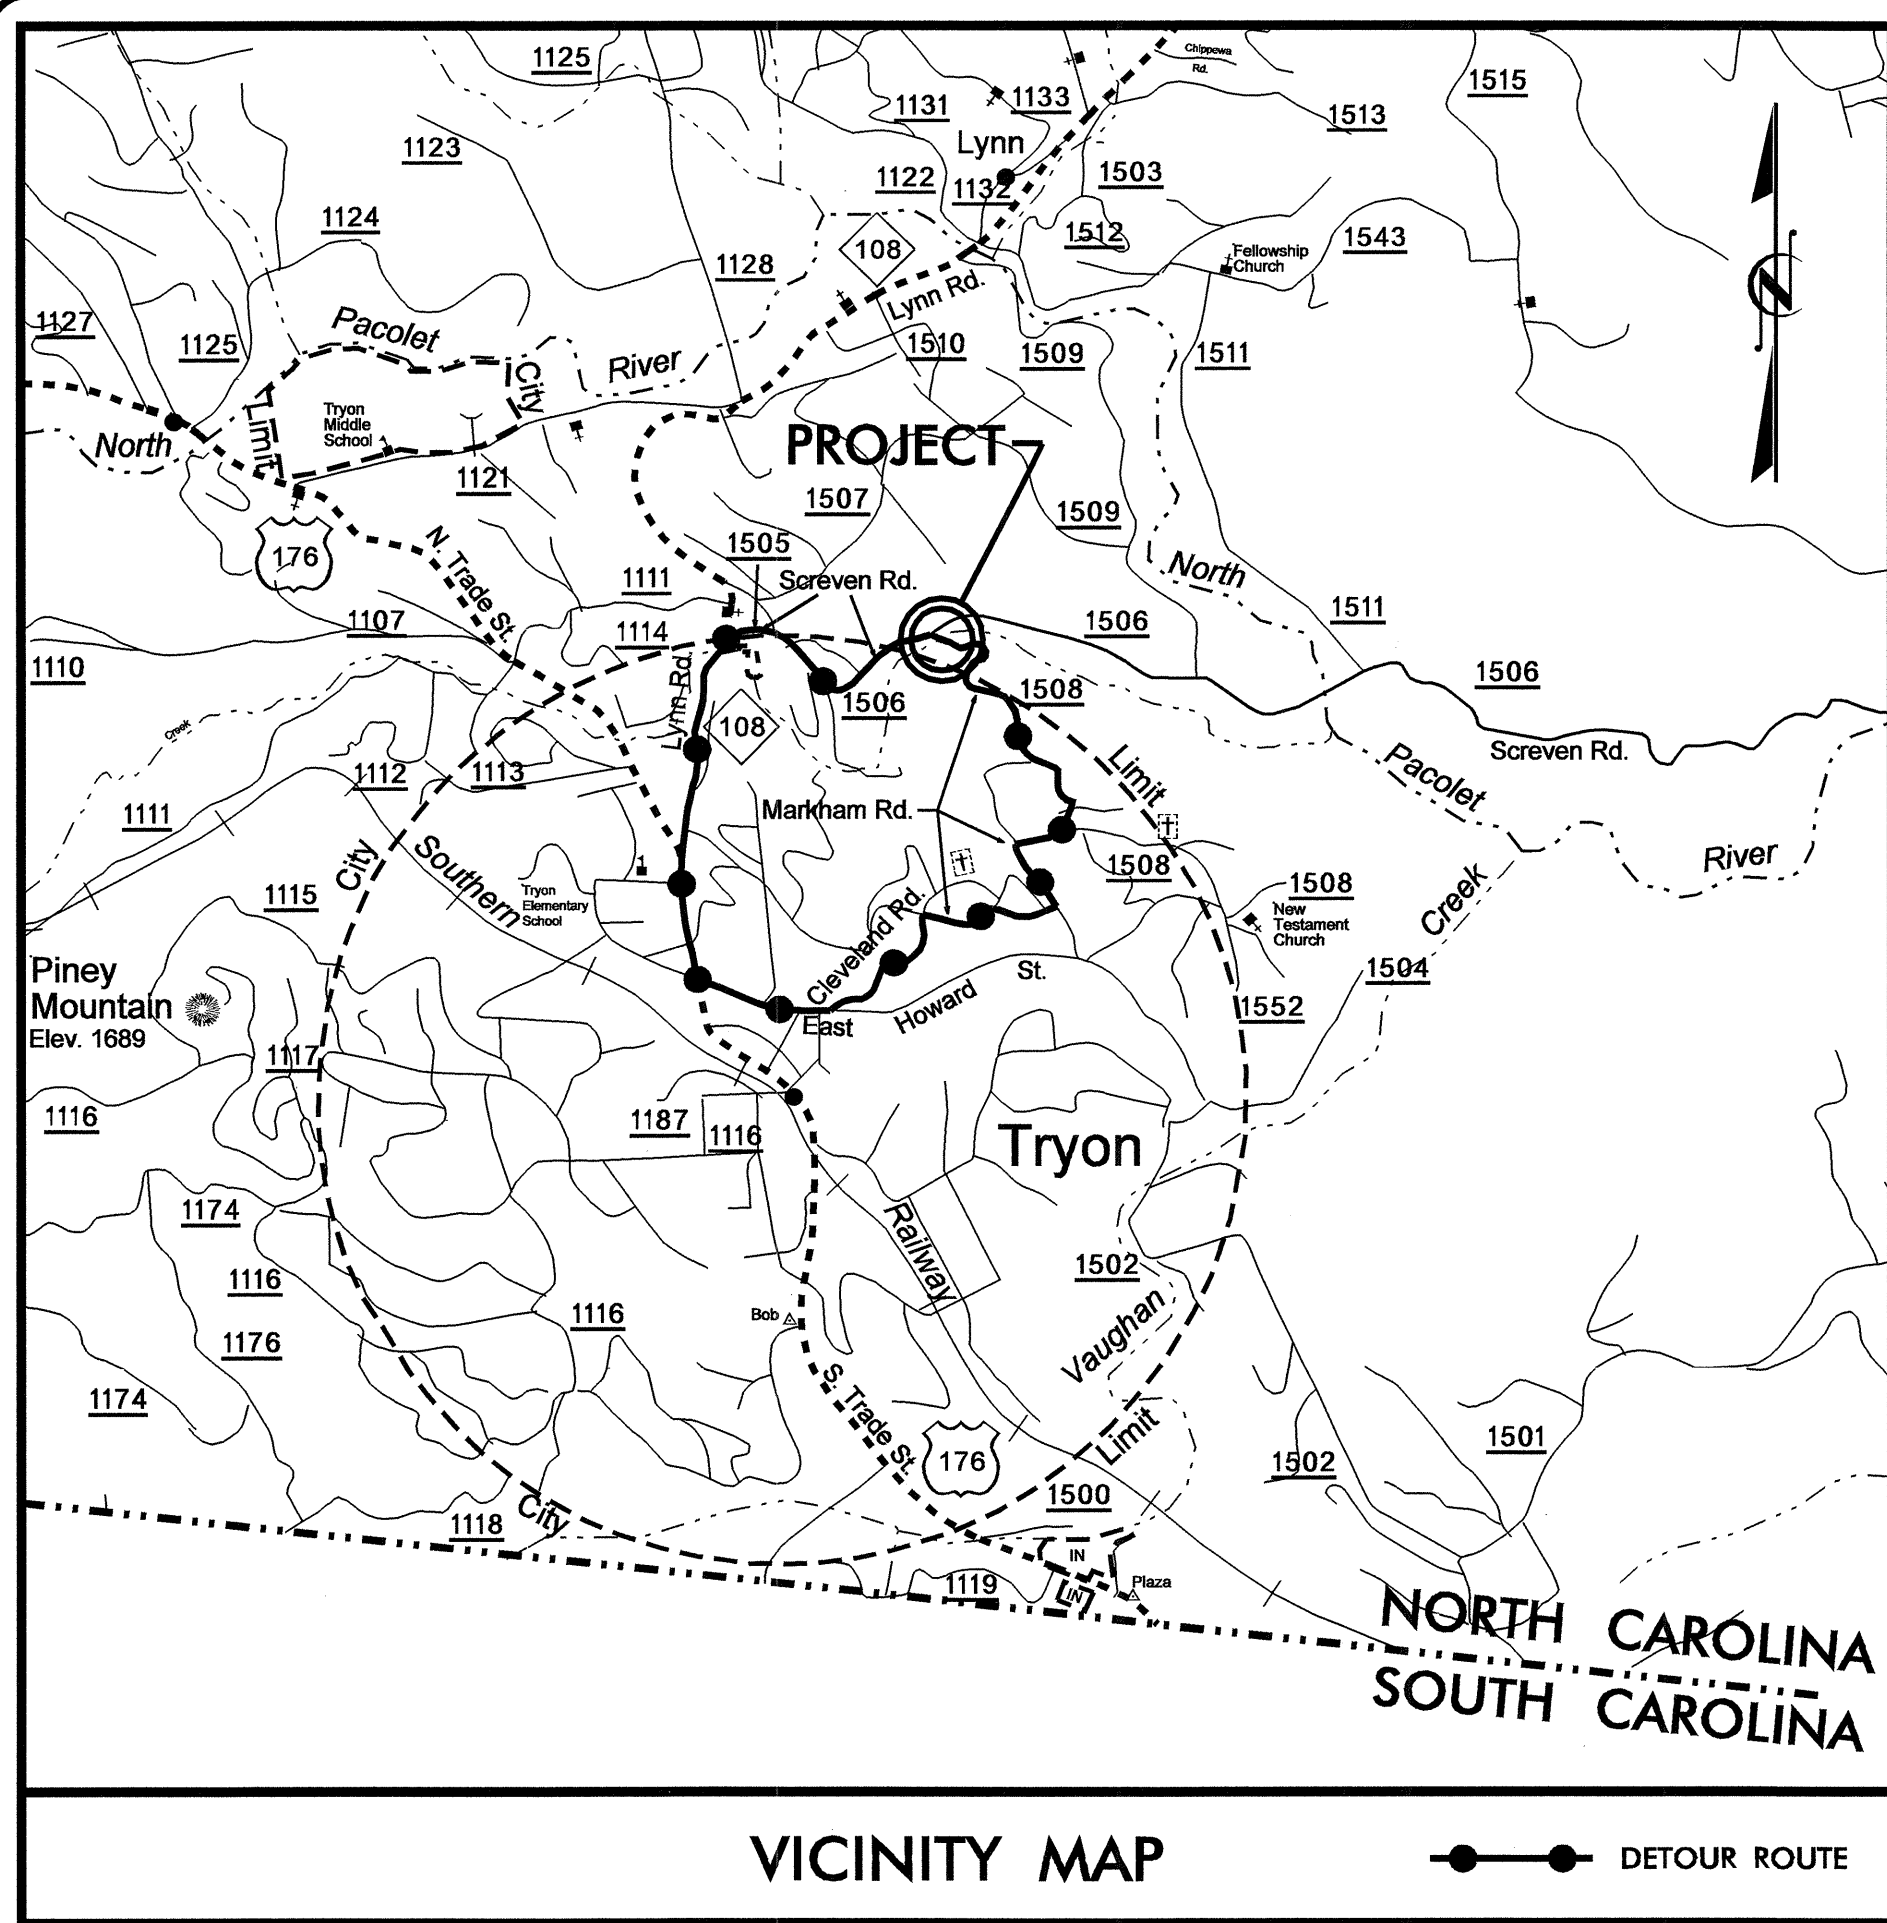 1125
Chippewa
Rd.
1515
1131
1133
1513
1123
Lynn
1122
1132
1503
1124
1512
1543
108
Fellowship
Church
1128
Lynn Rd.
N
1127
Pacolet
1125
River
City
1510
1509
1511
Limit
Tryon
Middle
School
North
PROJECT
1121
1507
1509
176
N. Trade St.
1505
Screven Rd.
North
1111
1107
1114
1506
1511
1110
Lynn Rd.
1506
1508
1506
Creek
108
Screven Rd.
1112
1113
Limit
Pacolet
1111
Markham Rd.
City
Southern
River
1508
1115
Tryon
Elementary
School
1508
New
Testament
Church
Creek
Cleveland Rd.
Piney
Mountain
Elev. 1689
St.
1504
Howard
East
1552
1117
1116
1187
1116
Tryon
1174
Railway
1502
1116
1116
Bob
Vaughan
1176
1174
S. Trade St.
Limit
176
1502
1501
1500
City
1118
IN
1119
IN
Plaza
NORTH CAROLINA
SOUTH CAROLINA
VICINITY MAP
DETOUR ROUTE